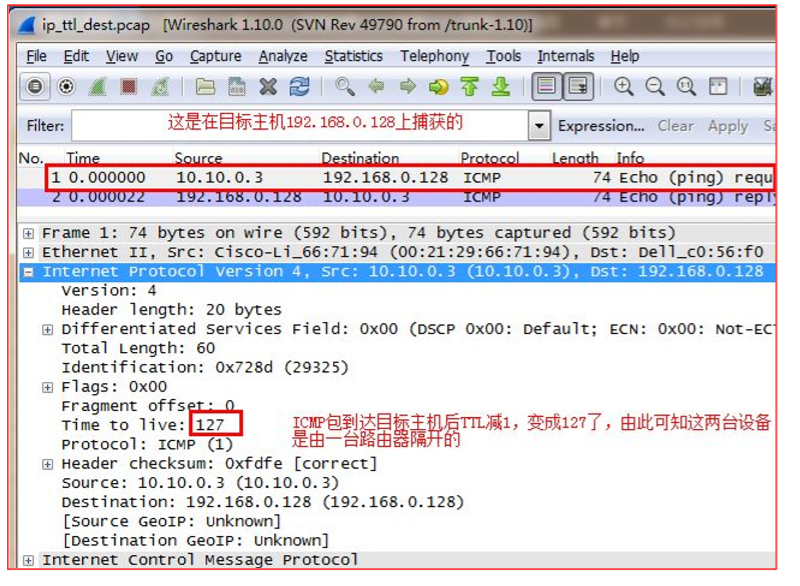 ip_ttl_dest.pcap [Wireshark 1.10.0 (SVN Rev 49790 from /trunk-1.10)]
File Edit View Go Capture Analyze Statistics Telephony Tools Internals Help
Filter: 这是在目标主机192.168.0.128上捕获的 Expression... Clear Apply
No. Time Source Destination Protocol Length Info
1 0.000000 10.10.0.3 192.168.0.128 ICMP 74 Echo (ping) requ
2 0.000022 192.168.0.128 10.10.0.3 ICMP 74 Echo (ping) reply
Frame 1: 74 bytes on wire (592 bits), 74 bytes captured (592 bits)
Ethernet II, Src: Cisco-Li_66:71:94 (00:21:29:66:71:94), Dst: Dell_c0:56:f0
Internet Protocol Version 4, Src: 10.10.0.3 (10.10.0.3), Dst: 192.168.0.128
Version: 4
Header length: 20 bytes
Differentiated Services Field: 0x00 (DSCP 0x00: Default; ECN: 0x00: Not-ECT
Total Length: 60
Identification: 0x728d (29325)
Flags: 0x00
Fragment offset: 0
Time to live: 127
ICMP包到达目标主机后TTL减1，变成127了，由此可知这两台设备
是由一台路由器隔开的
Protocol: ICMP (1)
Header checksum: 0xfdfe [correct]
Source: 10.10.0.3 (10.10.0.3)
Destination: 192.168.0.128 (192.168.0.128)
[Source GeoIP: Unknown]
[Destination GeoIP: Unknown]
Internet Control Message Protocol